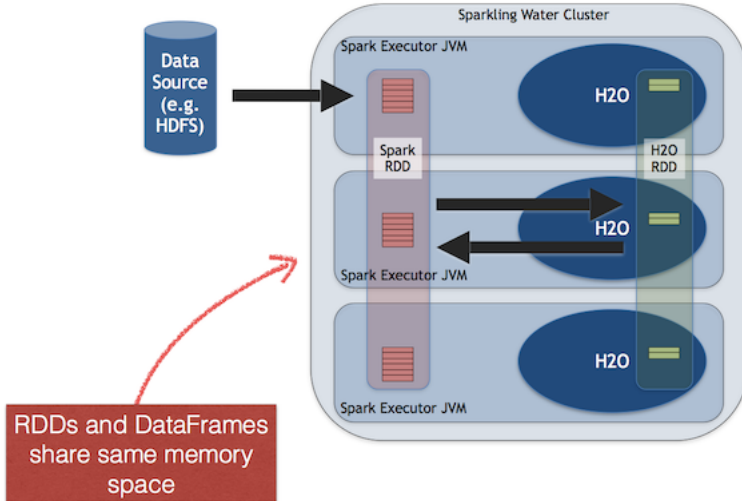 Sparkling Water Cluster
Spark Executor JVM
Data
Source
(e.g.
HDFS)
H2O
Spark
RDD
H2O
RDD
H2O
Spark Executor JVM
H2O
Spark Executor JVM
RDDs and DataFrames
share same memory
space